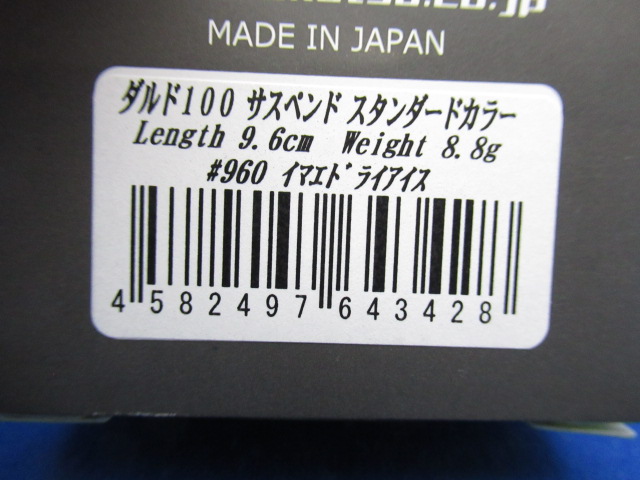 MADE IN JAPAN
ダルド100 サスペンド スタンダードカラー
Length 9.6cm Weight 8.8g
#960 イマエドライアイス
4 582497 643428